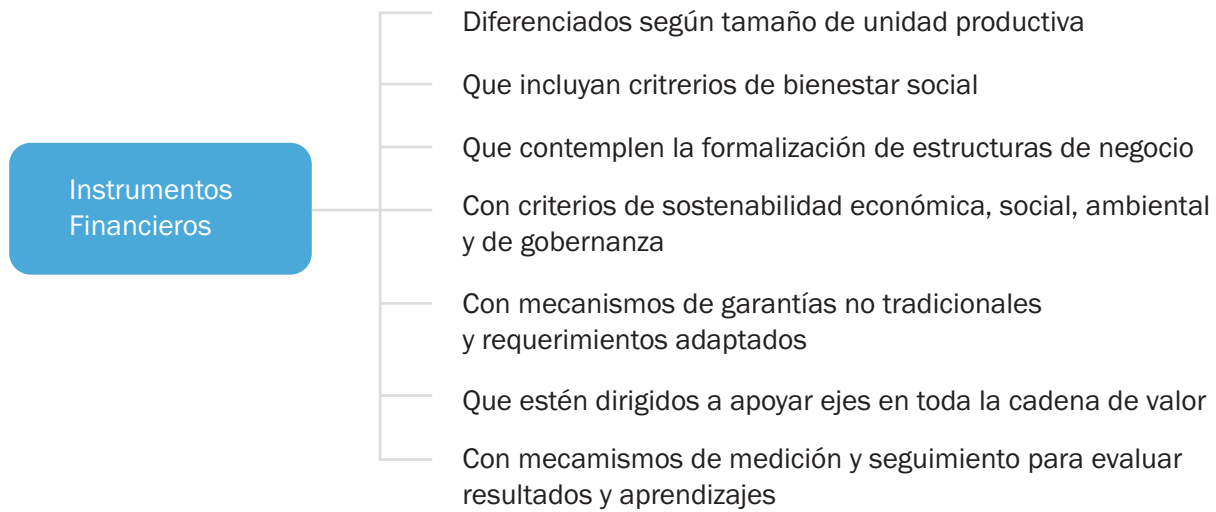 Diferenciados según tamaño de unidad productiva
Que incluyan critrerios de bienestar social
Que contemplen la formalización de estructuras de negocio
Instrumentos
Financieros
Con criterios de sostenabilidad económica, social, ambiental
y de gobernanza
Con mecanismos de garantías no tradicionales
y requerimientos adaptados
Que estén dirigidos a apoyar ejes en toda la cadena de valor
Con mecamismos de medición y seguimiento para evaluar
resultados y aprendizajes